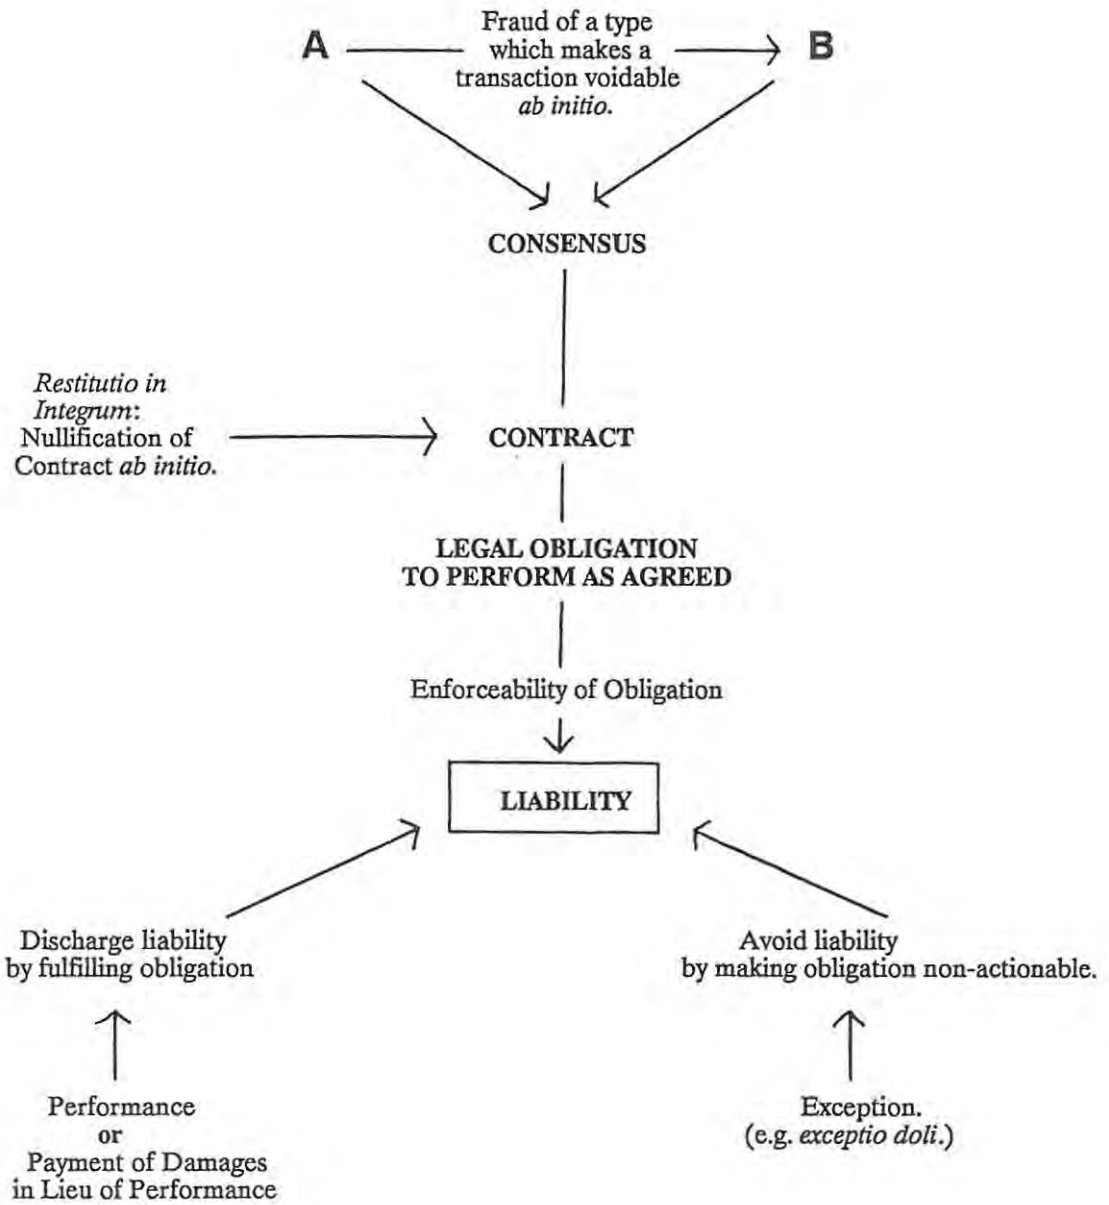 A
Fraud of a type
which makes a
transaction voidable
ab initio.
B
CONSENSUS
Restitutio in
Integrum:
Nullification of
Contract ab initio.
CONTRACT
LEGAL OBLIGATION
TO PERFORM AS AGREED
Enforceability of Obligation
LIABILITY
Discharge liability
by fulfilling obligation
Avoid liability
by making obligation non-actionable.
Performance
or
Payment of Damages
in Lieu of Performance
Exception.
(e.g. exceptio doli.)